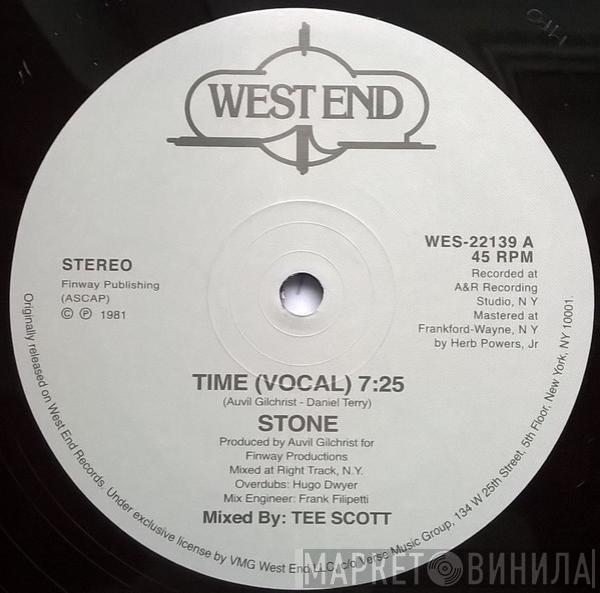 WEST END
STEREO
Finway Publishing
(ASCAP)
© ℗ 1981
WES-22139 A
45 RPM
Recorded at
A&R Recording
Studio, N Y
Mastered at
Frankford-Wayne, N Y
by Herb Powers, Jr
TIME (VOCAL) 7:25
(Auvil Gilchrist - Daniel Terry)
STONE
Produced by Auvil Gilchrist for
Finway Productions
Mixed at Right Track, N.Y.
Overdubs: Hugo Dwyer
Mix Engineer: Frank Filipetti
Mixed By: TEE SCOTT
Originally released on West End Records. Under exclusive license by VMG West End LLC, c/o Verse Music Group, 134 W 25th Street, 5th Floor, New York, NY 10001.
МАРКЕТ ВИНИЛА